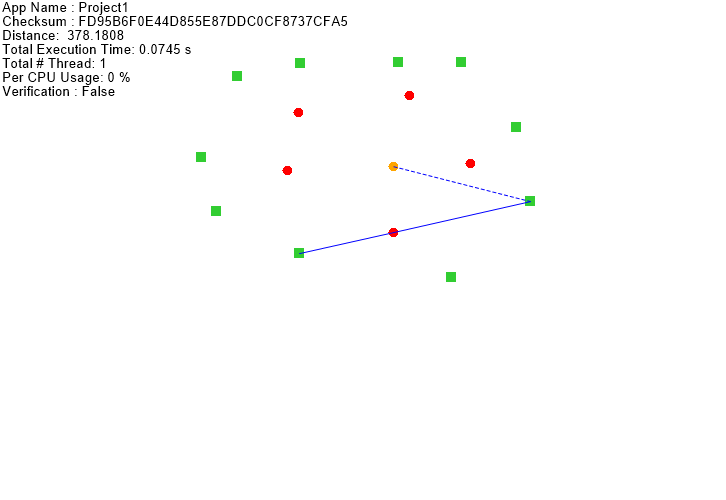 App Name : Project1
Checksum : FD95B6F0E44D855E87DDC0CF8737CFA5
Distance:  378.1808
Total Execution Time: 0.0745 s
Total # Thread: 1
Per CPU Usage: 0 %
Verification : False